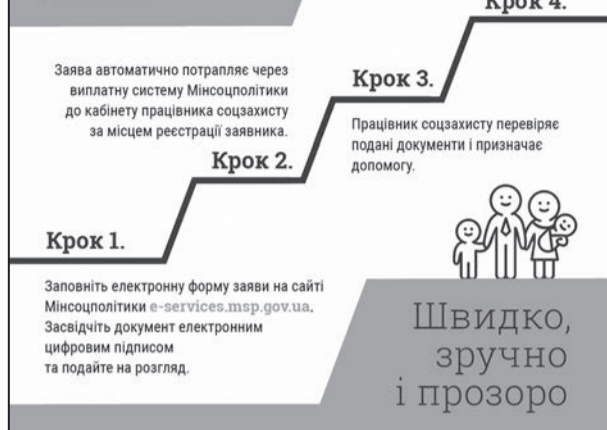 Крок 4.
Заява автоматично потрапляє через
виплатну систему Мінсоцполітики
до кабінету працівника соцзахисту
за місцем реєстрації заявника.
Крок 3.
Працівник соцзахисту перевіряє
подані документи і призначає
допомогу.
Крок 2.
Крок 1.
Заповніть електронну форму заяви на сайті
Мінсоцполітики e-services.msp.gov.ua.
Засвідчіть документ електронним
цифровим підписом
та подайте на розгляд.
Швидко,
зручно
і прозоро